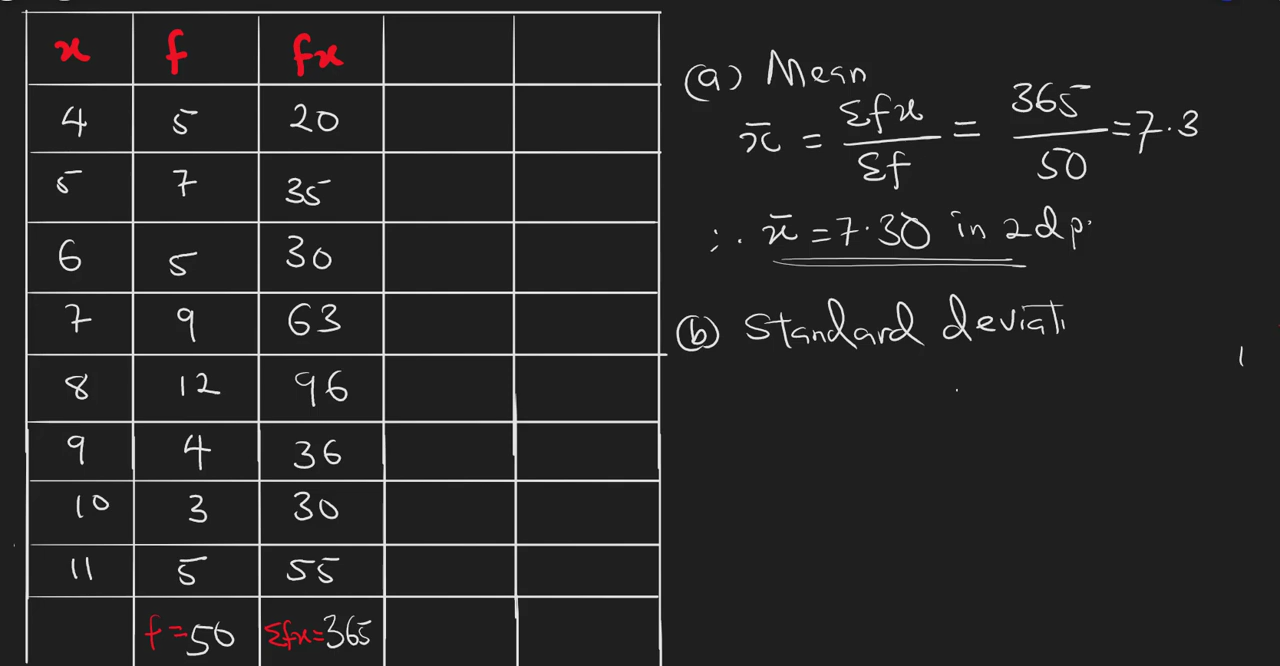 x f fx
4 5 20
5 7 35
6 5 30
7 9 63
8 12 96
9 4 36
10 3 30
11 5 55
f=50 Σfx=365
(a) Mean
x̄ = Σfx/Σf = 365/50 = 7.3
∴ x̄ = 7.30 in 2dp.
(b) Standard deviati